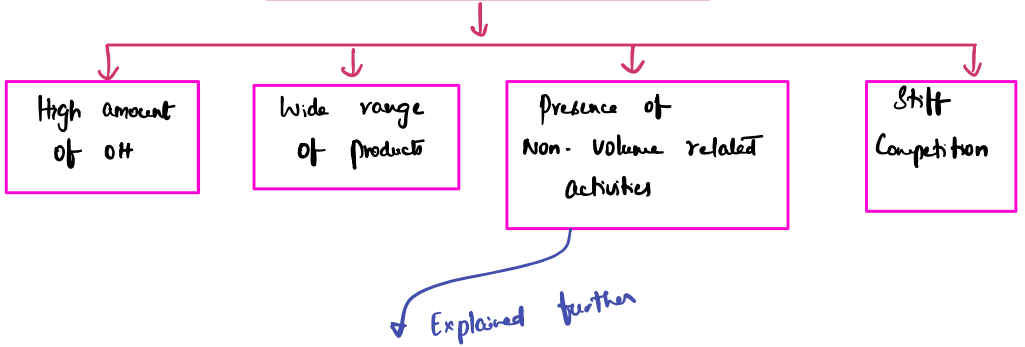 High amount
of OH
Wide range
of products
Presence of
Non- Volume related
activities
Stiff
Competition
Explained further